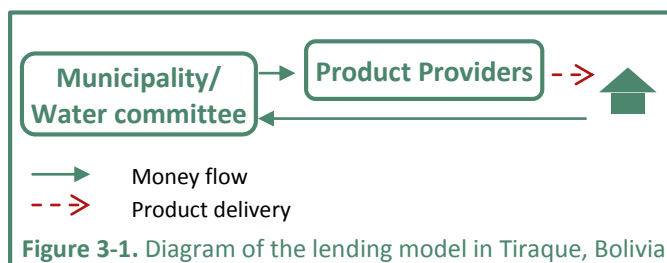 Municipality/
Water committee
Product Providers
Money flow
Product delivery
Figure 3-1. Diagram of the lending model in Tiraque, Bolivia